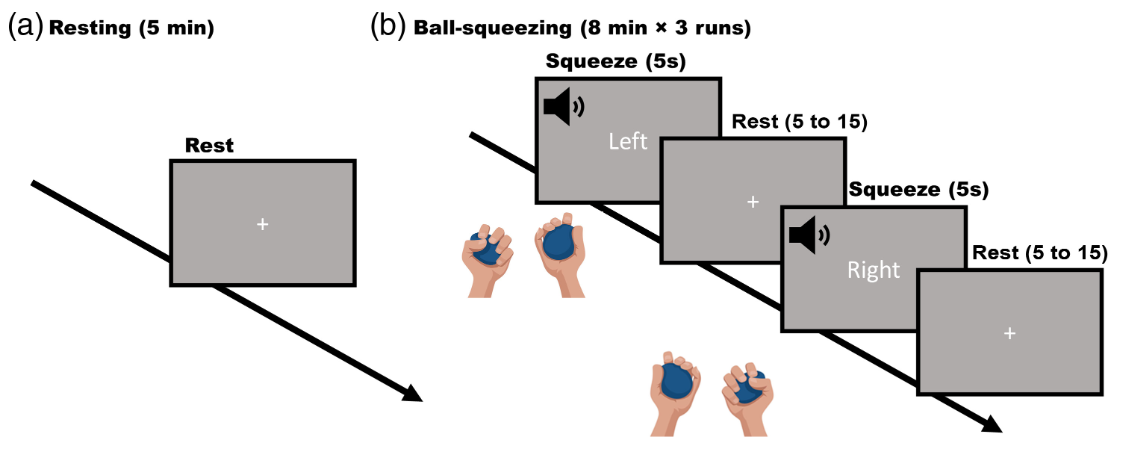 (a) Resting (5 min)
Rest
+
(b) Ball-squeezing (8 min × 3 runs)
Squeeze (5s)
Left
Rest (5 to 15)
+
Squeeze (5s)
Right
Rest (5 to 15)
+